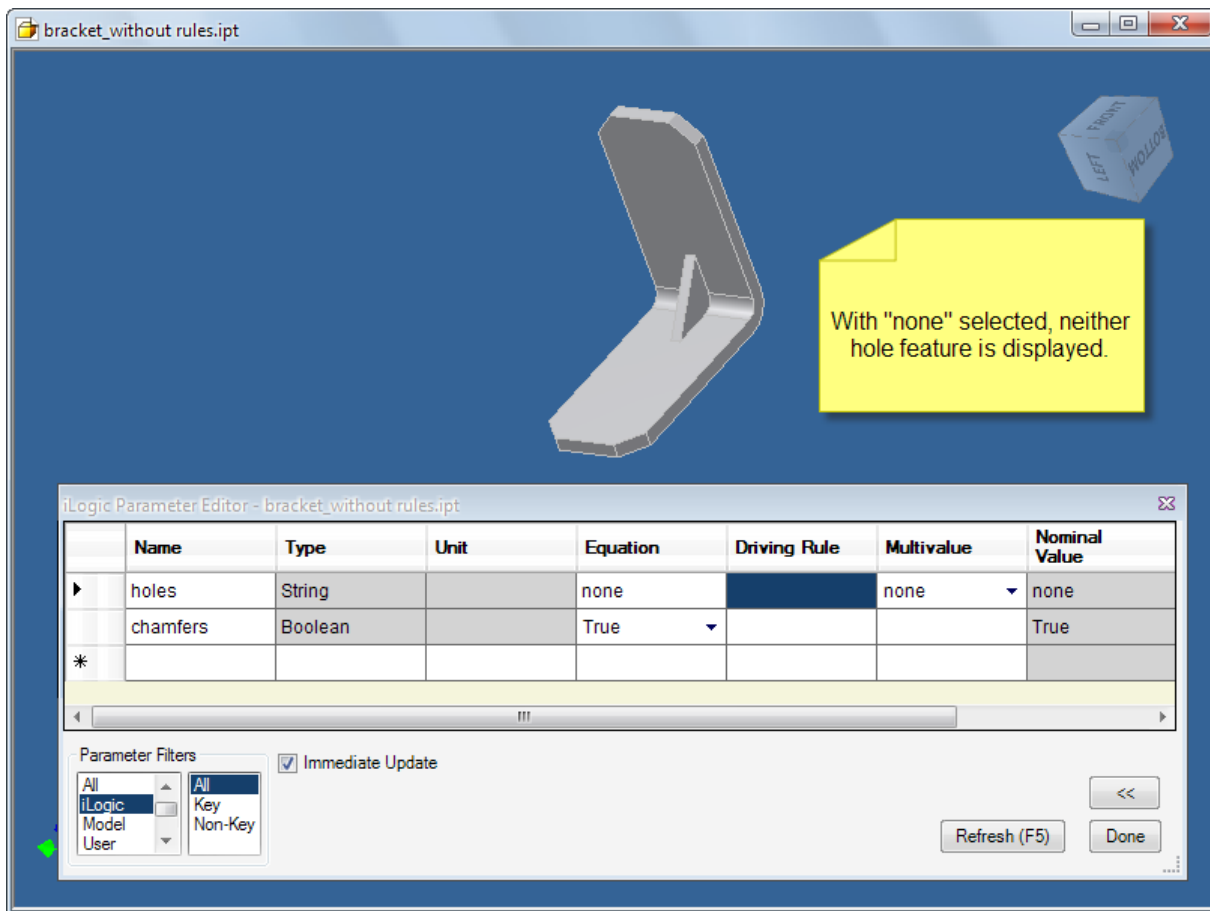 bracket_without rules.ipt
FRONT
LEFT
BOTTOM
With "none" selected, neither
hole feature is displayed.
iLogic Parameter Editor - bracket_without rules.ipt
Name Type Unit Equation Driving Rule Multivalue Nominal Value
holes String none none none
chamfers Boolean True True
Parameter Filters
All
iLogic
Model
User
All
Key
Non-Key
Immediate Update
<<
Refresh (F5) Done